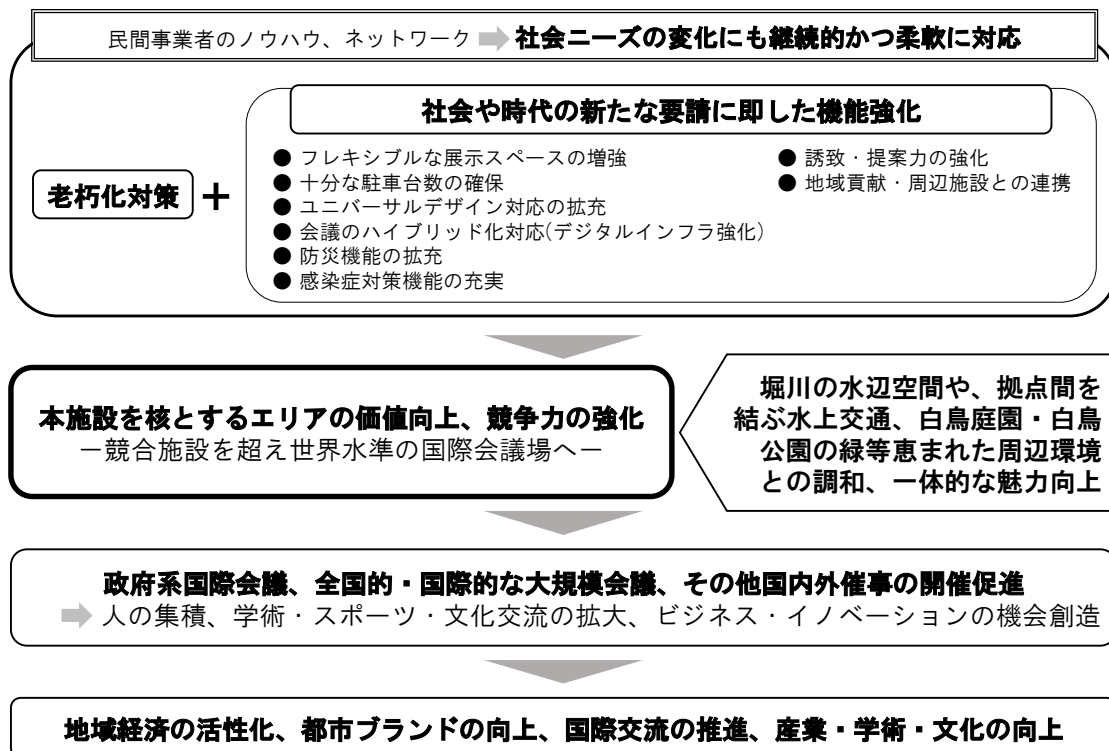 民間事業者のノウハウ、ネットワーク ➡ 社会ニーズの変化にも継続的かつ柔軟に対応
社会や時代の新たな要請に即した機能強化
老朽化対策
+
● フレキシブルな展示スペースの増強
● 十分な駐車台数の確保
● ユニバーサルデザイン対応の拡充
● 会議のハイブリッド化対応(デジタルインフラ強化)
● 防災機能の拡充
● 感染症対策機能の充実
● 誘致・提案力の強化
● 地域貢献・周辺施設との連携
本施設を核とするエリアの価値向上、競争力の強化
－競合施設を超え世界水準の国際会議場へ－
堀川の水辺空間や、拠点間を
結ぶ水上交通、白鳥庭園・白鳥
公園の緑等恵まれた周辺環境
との調和、一体的な魅力向上
政府系国際会議、全国的・国際的な大規模会議、その他国内外催事の開催促進
➡ 人の集積、学術・スポーツ・文化交流の拡大、ビジネス・イノベーションの機会創造
地域経済の活性化、都市ブランドの向上、国際交流の推進、産業・学術・文化の向上